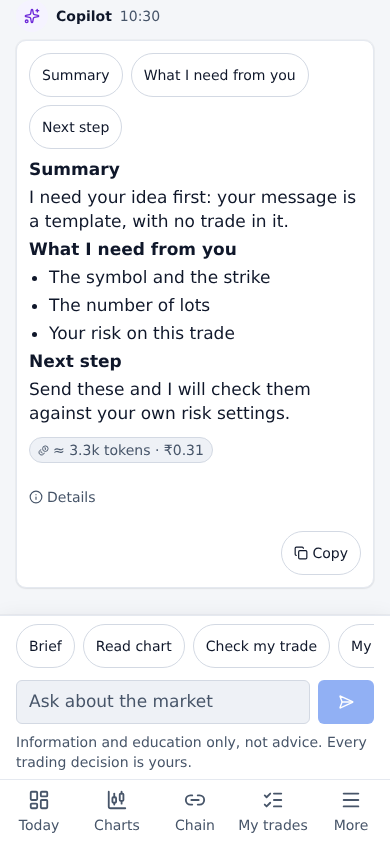 Copilot 10:30
Summary
What I need from you
Next step
Summary
I need your idea first: your message is
a template, with no trade in it.
What I need from you
• The symbol and the strike
• The number of lots
• Your risk on this trade
Next step
Send these and I will check them
against your own risk settings.
≈ 3.3k tokens · ₹0.31
Details
Copy
Brief
Read chart
Check my trade
My
Ask about the market
Information and education only, not advice. Every
trading decision is yours.
Today
Charts
Chain
My trades
More